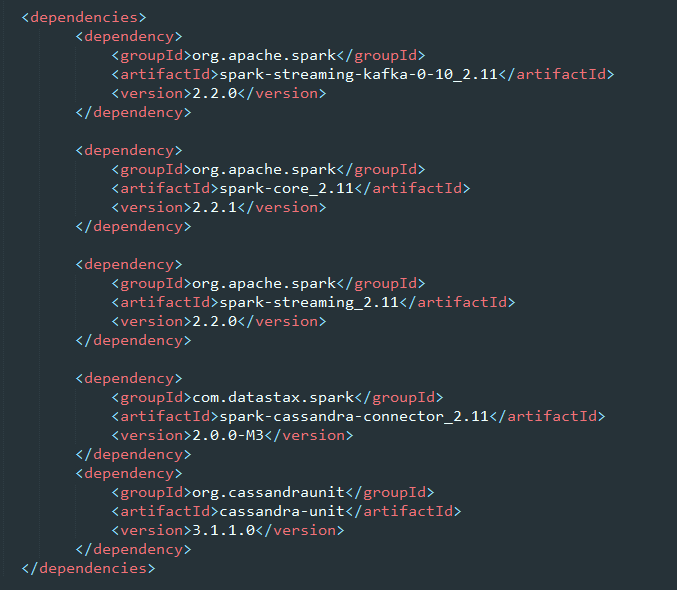 <dependencies>
<dependency>
<groupId>org.apache.spark</groupId>
<artifactId>spark-streaming-kafka-0-10_2.11</artifactId>
<version>2.2.0</version>
</dependency>
<dependency>
<groupId>org.apache.spark</groupId>
<artifactId>spark-core_2.11</artifactId>
<version>2.2.1</version>
</dependency>
<dependency>
<groupId>org.apache.spark</groupId>
<artifactId>spark-streaming_2.11</artifactId>
<version>2.2.0</version>
</dependency>
<dependency>
<groupId>com.datastax.spark</groupId>
<artifactId>spark-cassandra-connector_2.11</artifactId>
<version>2.0.0-M3</version>
</dependency>
<dependency>
<groupId>org.cassandraunit</groupId>
<artifactId>cassandra-unit</artifactId>
<version>3.1.1.0</version>
</dependency>
</dependencies>